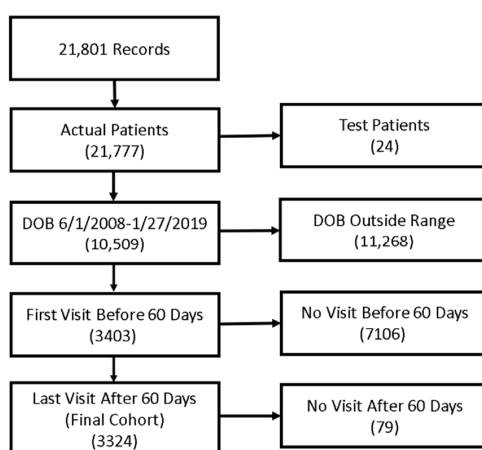 21,801 Records
Actual Patients
(21,777)
Test Patients
(24)
DOB 6/1/2008-1/27/2019
(10,509)
DOB Outside Range
(11,268)
First Visit Before 60 Days
(3403)
No Visit Before 60 Days
(7106)
Last Visit After 60 Days
(Final Cohort)
(3324)
No Visit After 60 Days
(79)